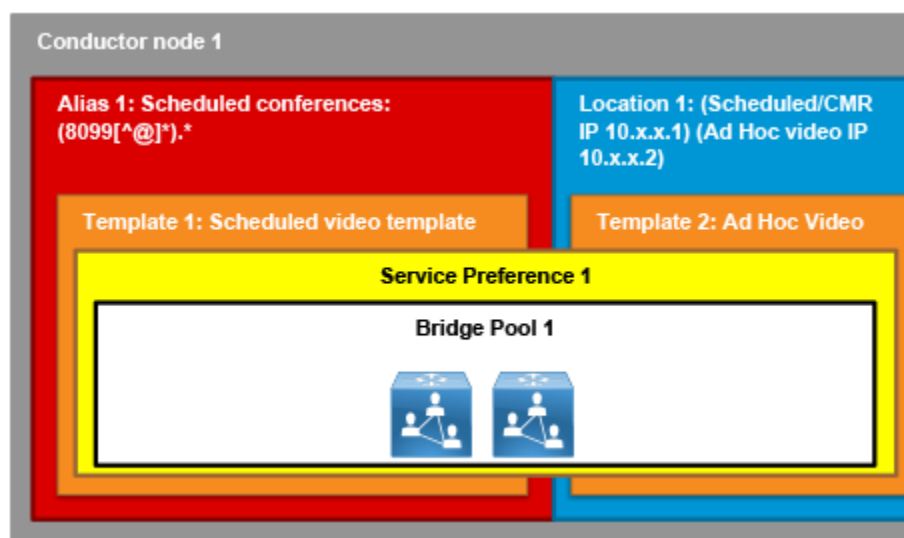 Conductor node 1
Alias 1: Scheduled conferences:
(8099[^@]*).*
Location 1: (Scheduled/CMR
IP 10.x.x.1) (Ad Hoc video IP
10.x.x.2)
Template 1: Scheduled video template
Template 2: Ad Hoc Video
Service Preference 1
Bridge Pool 1